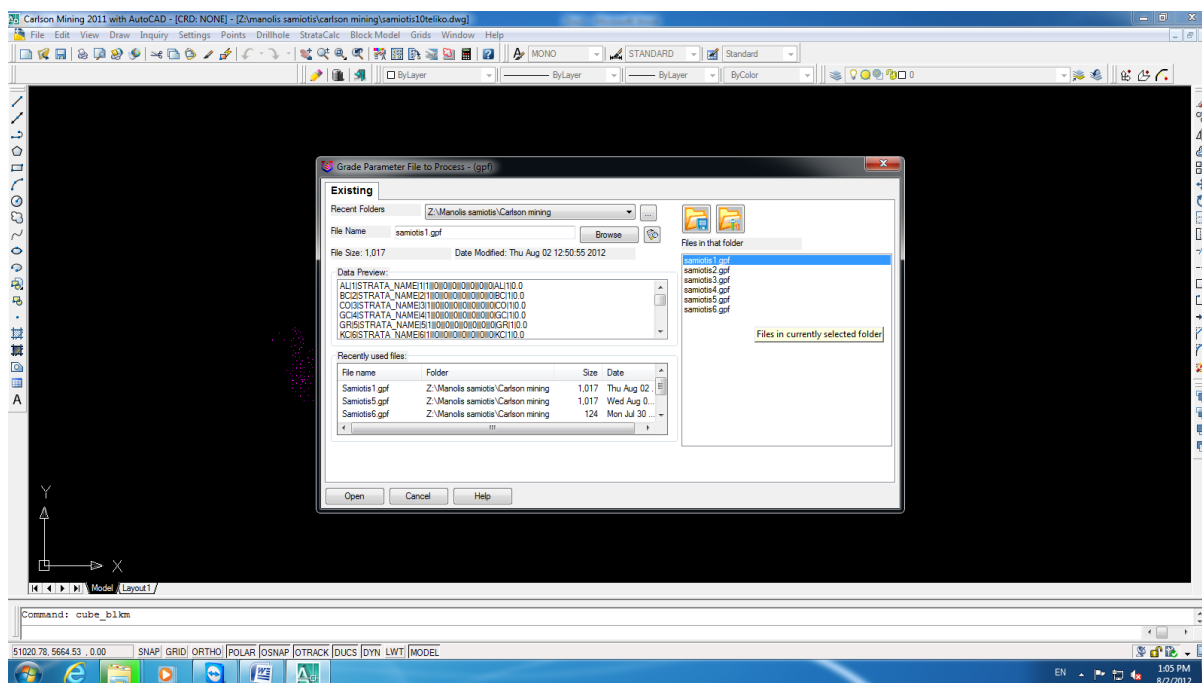 Carlson Mining 2011 with AutoCAD - [CRD: NONE] - [Z:\manolis samiotis\carlson mining\samiotis10teliko.dwg]
File Edit View Draw Inquiry Settings Points Drillhole StrataCalc Block Model Grids Window Help
MONO STANDARD Standard
ByLayer ByLayer ByLayer ByColor 0
Grade Parameter File to Process - (gpf)
Existing
Recent Folders Z:\Manolis samiotis\Carlson mining ...
File Name samiotis1.gpf Browse
Files in that folder
File Size: 1,017 Date Modified: Thu Aug 02 12:50:55 2012
samiotis1.gpf
samiotis2.gpf
samiotis3.gpf
samiotis4.gpf
samiotis5.gpf
samiotis6.gpf
Data Preview:
AL|1|STRATA_NAME|1|1||0||0||0||0||0||0|AL|1|0.0
BC|2|STRATA_NAME|2|1||0||0||0||0||0||0|BC|1|0.0
CO|3|STRATA_NAME|3|1||0||0||0||0||0||0|CO|1|0.0
GC|4|STRATA_NAME|4|1||0||0||0||0||0||0|GC|1|0.0
GR|5|STRATA_NAME|5|1||0||0||0||0||0||0|GR|1|0.0
KC|6|STRATA_NAME|6|1||0||0||0||0||0||0|KC|1|0.0
Files in currently selected folder
Recently used files:
File name Folder Size Date
Samiotis1.gpf Z:\Manolis samiotis\Carlson mining 1,017 Thu Aug 02 ...
Samiotis5.gpf Z:\Manolis samiotis\Carlson mining 1,017 Wed Aug 0...
Samiotis6.gpf Z:\Manolis samiotis\Carlson mining 124 Mon Jul 30 ...
Open Cancel Help
Y
X
Model Layout1
Command: cube_blkm
51020.78, 5664.53 , 0.00 SNAP GRID ORTHO POLAR OSNAP OTRACK DUCS DYN LWT MODEL
EN 1:05 PM
8/2/2012